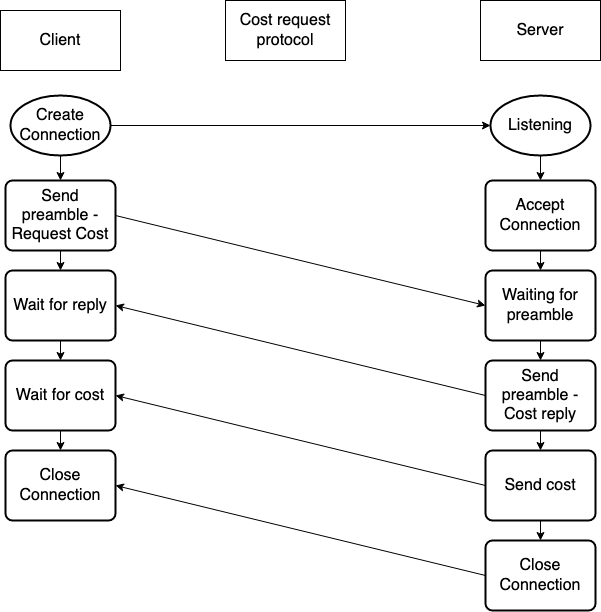 Client
Cost request
protocol
Server
Create
Connection
Listening
Send
preamble -
Request Cost
Accept
Connection
Wait for reply
Waiting for
preamble
Wait for cost
Send
preamble -
Cost reply
Close
Connection
Send cost
Close
Connection